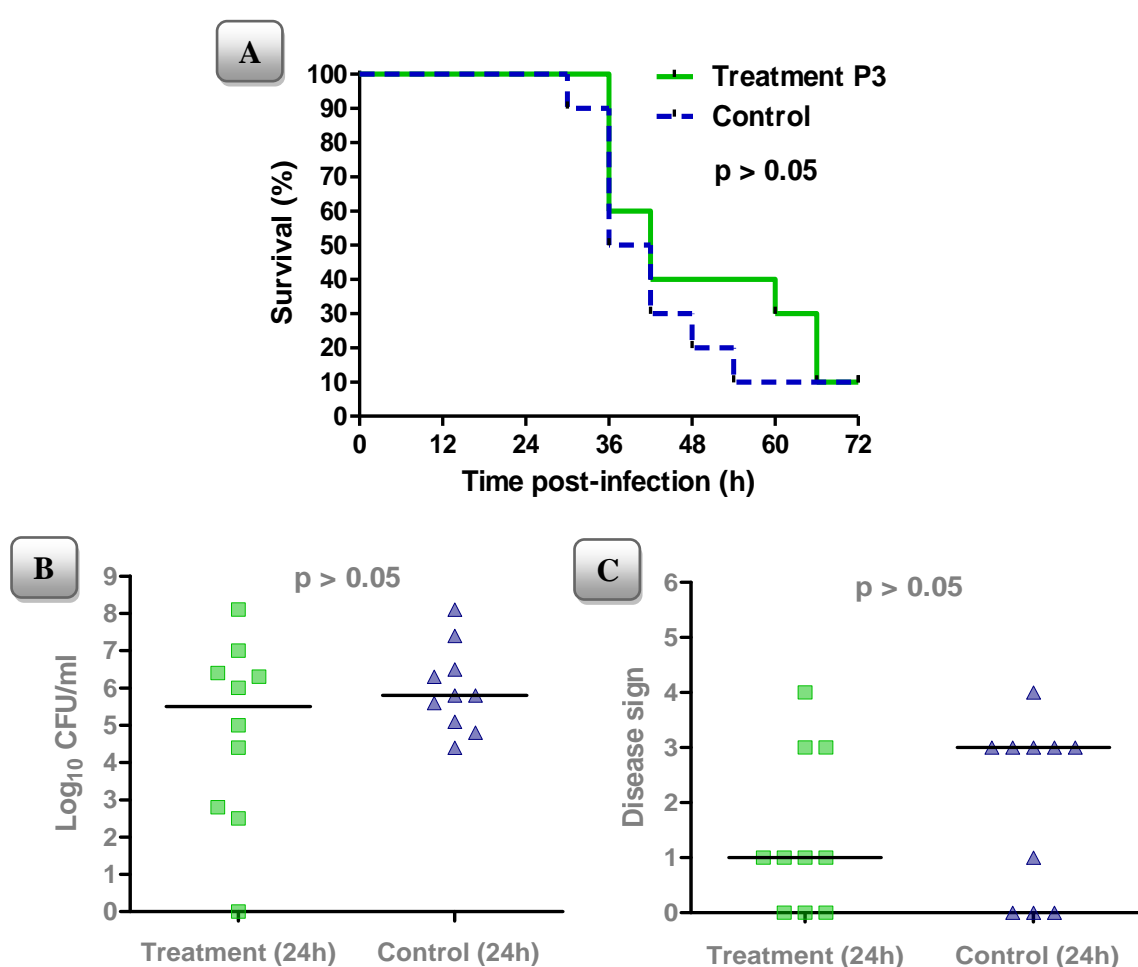 A
Treatment P3
Control
p > 0.05
Survival (%)
100
90
80
70
60
50
40
30
20
10
0
0 12 24 36 48 60 72
Time post-infection (h)
B
p > 0.05
Log10 CFU/ml
9
8
7
6
5
4
3
2
1
0
Treatment (24h) Control (24h)
C
p > 0.05
Disease sign
6
5
4
3
2
1
0
Treatment (24h) Control (24h)